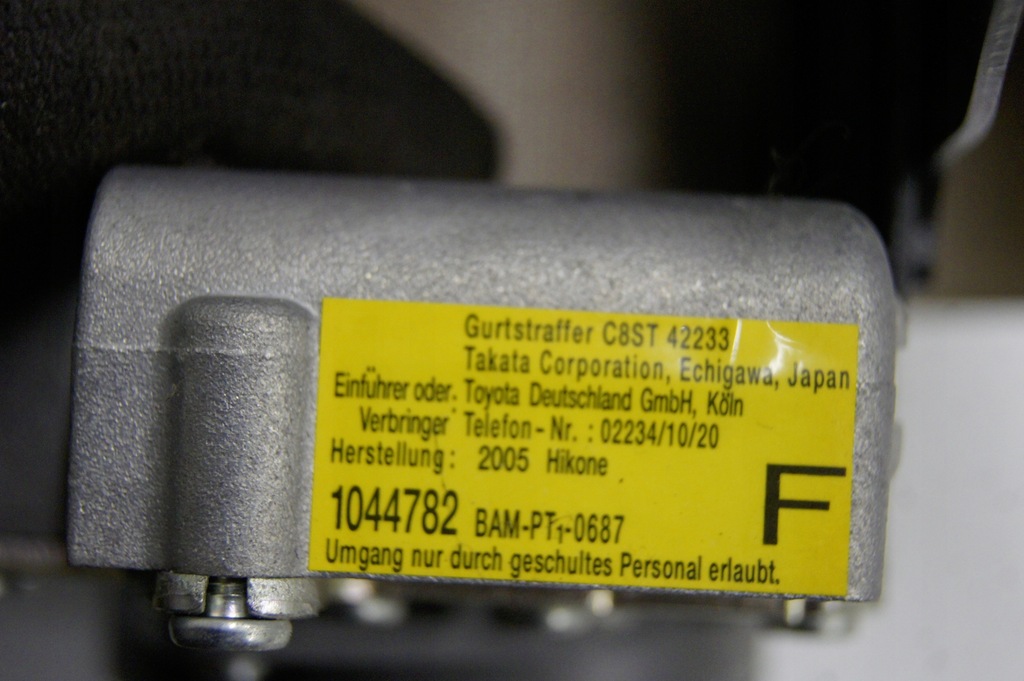 Gurtstraffer C8ST 42233
Takata Corporation, Echigawa, Japan
Einführer oder Toyota Deutschland GmbH, Köln
Verbringer Telefon-Nr. : 02234/10/20
Herstellung: 2005 Hikone
F
1044782 BAM-PT1-0687
Umgang nur durch geschultes Personal erlaubt.